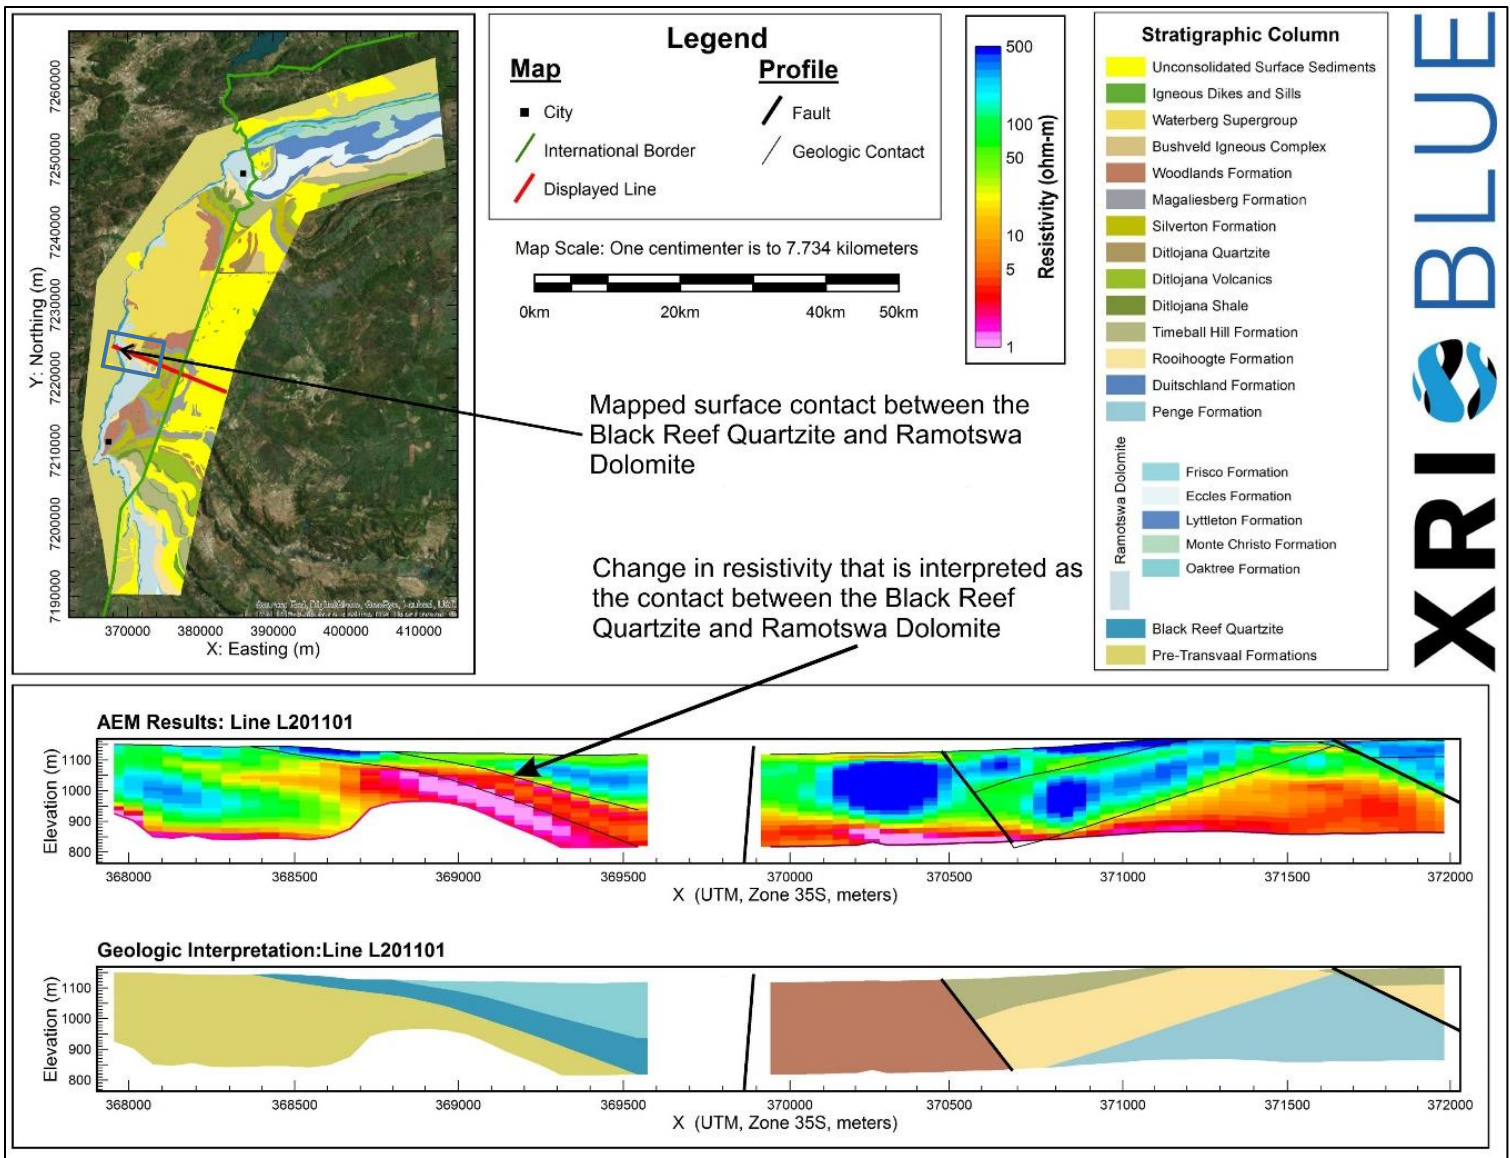 7260000
7250000
7240000
7230000
7220000
7210000
7200000
7190000
Y: Northing (m)
370000 380000 390000 400000 410000
X: Easting (m)
Legend
Map
City
International Border
Displayed Line
Profile
Fault
Geologic Contact
Map Scale: One centimenter is to 7.734 kilometers
0km 20km 40km 50km
500
100
50
10
5
1
Resistivity (ohm-m)
Stratigraphic Column
Unconsolidated Surface Sediments
Igneous Dikes and Sills
Waterberg Supergroup
Bushveld Igneous Complex
Woodlands Formation
Magaliesberg Formation
Silverton Formation
Ditlojana Quartzite
Ditlojana Volcanics
Ditlojana Shale
Timeball Hill Formation
Rooihoogte Formation
Duitschland Formation
Penge Formation
Ramotswa Dolomite
Frisco Formation
Eccles Formation
Lyttleton Formation
Monte Christo Formation
Oaktree Formation
Black Reef Quartzite
Pre-Transvaal Formations
XRI BLUE
Mapped surface contact between the
Black Reef Quartzite and Ramotswa
Dolomite
Change in resistivity that is interpreted as
the contact between the Black Reef
Quartzite and Ramotswa Dolomite
AEM Results: Line L201101
Elevation (m)
1100
1000
900
800
368000 368500 369000 369500 370000 370500 371000 371500 372000
X (UTM, Zone 35S, meters)
Geologic Interpretation:Line L201101
Elevation (m)
1100
1000
900
800
368000 368500 369000 369500 370000 370500 371000 371500 372000
X (UTM, Zone 35S, meters)